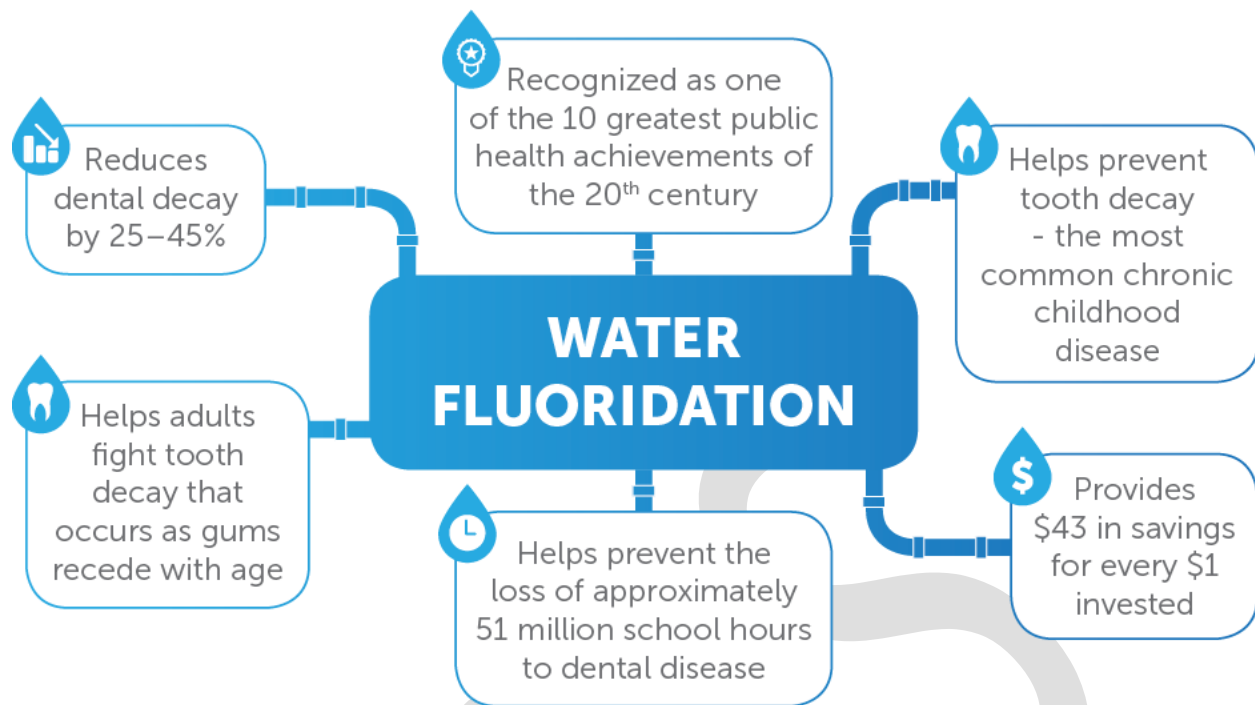 Recognized as one
of the 10 greatest public
health achievements of
the 20th century
Reduces
dental decay
by 25–45%
Helps prevent
tooth decay
- the most
common chronic
childhood
disease
WATER
FLUORIDATION
Helps adults
fight tooth
decay that
occurs as gums
recede with age
Helps prevent the
loss of approximately
51 million school hours
to dental disease
$
Provides
$43 in savings
for every $1
invested